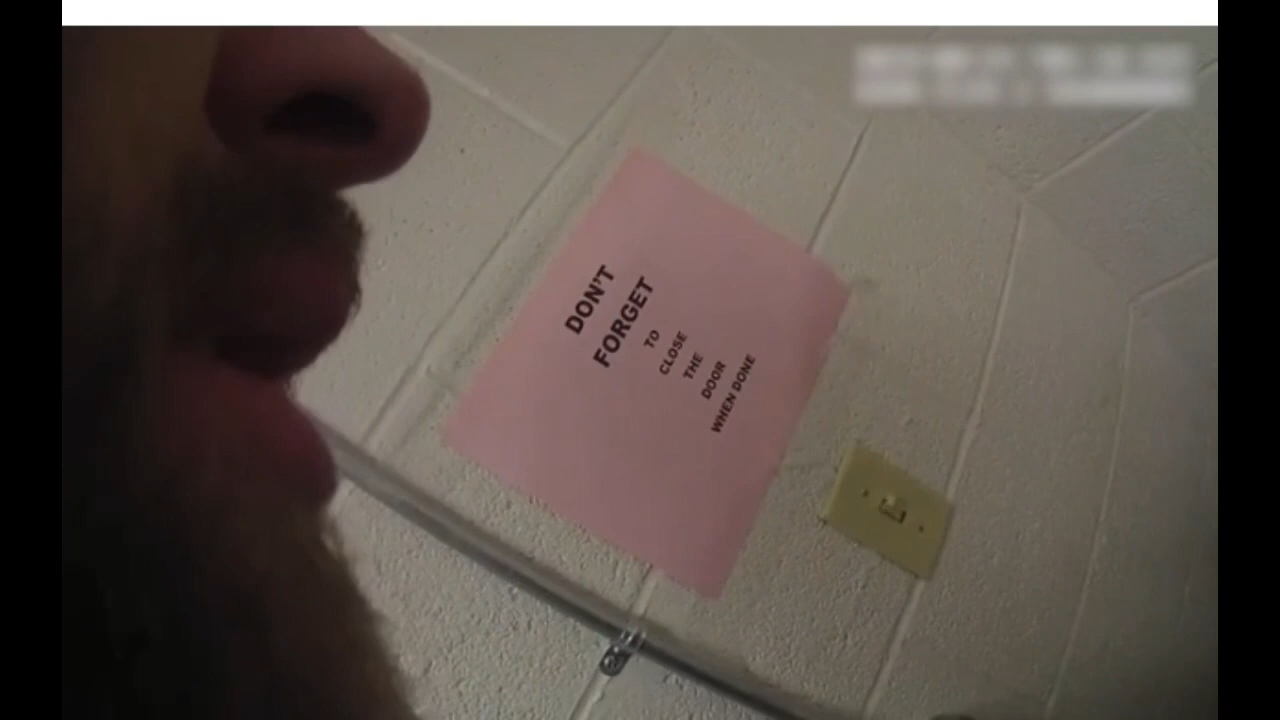 DON'T
FORGET
TO
CLOSE
THE
DOOR
WHEN DONE